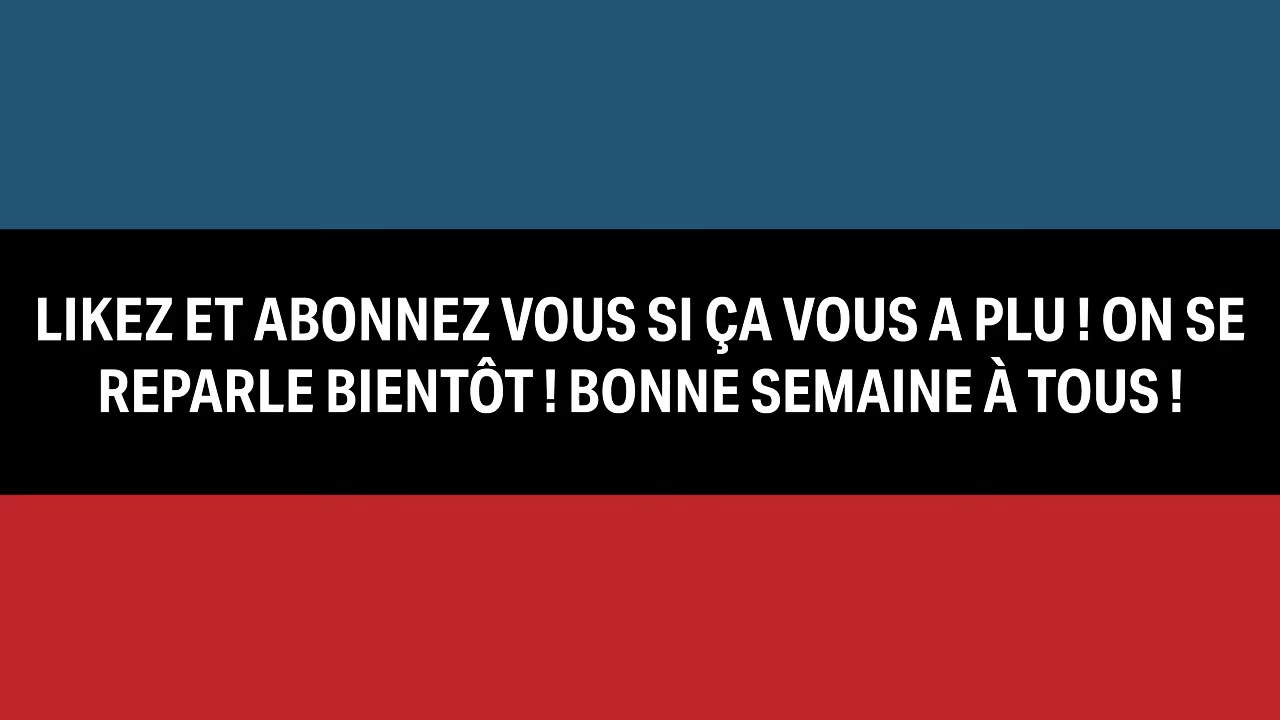 LIKEZ ET ABONNEZ VOUS SI ÇA VOUS A PLU ! ON SE
REPARLE BIENTÔT ! BONNE SEMAINE À TOUS !